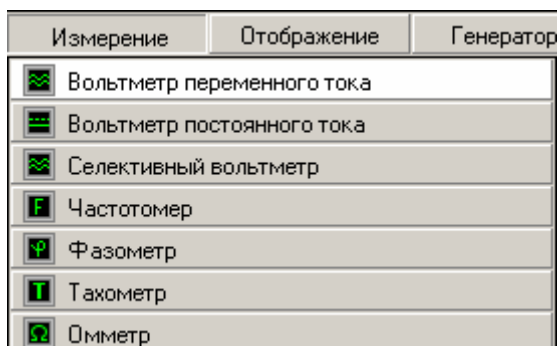 Измерение Отображение Генератор
Вольтметр переменного тока
Вольтметр постоянного тока
Селективный вольтметр
F Частотомер
φ Фазометр
T Тахометр
Ω Омметр